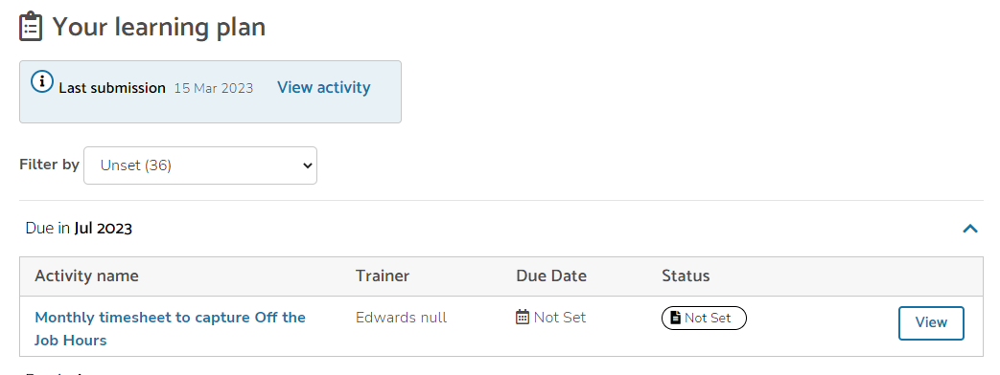 Your learning plan
Last submission 15 Mar 2023 View activity
Filter by Unset (36)
Due in Jul 2023
Activity name Trainer Due Date Status
Monthly timesheet to capture Off the Edwards null Not Set Not Set View
Job Hours